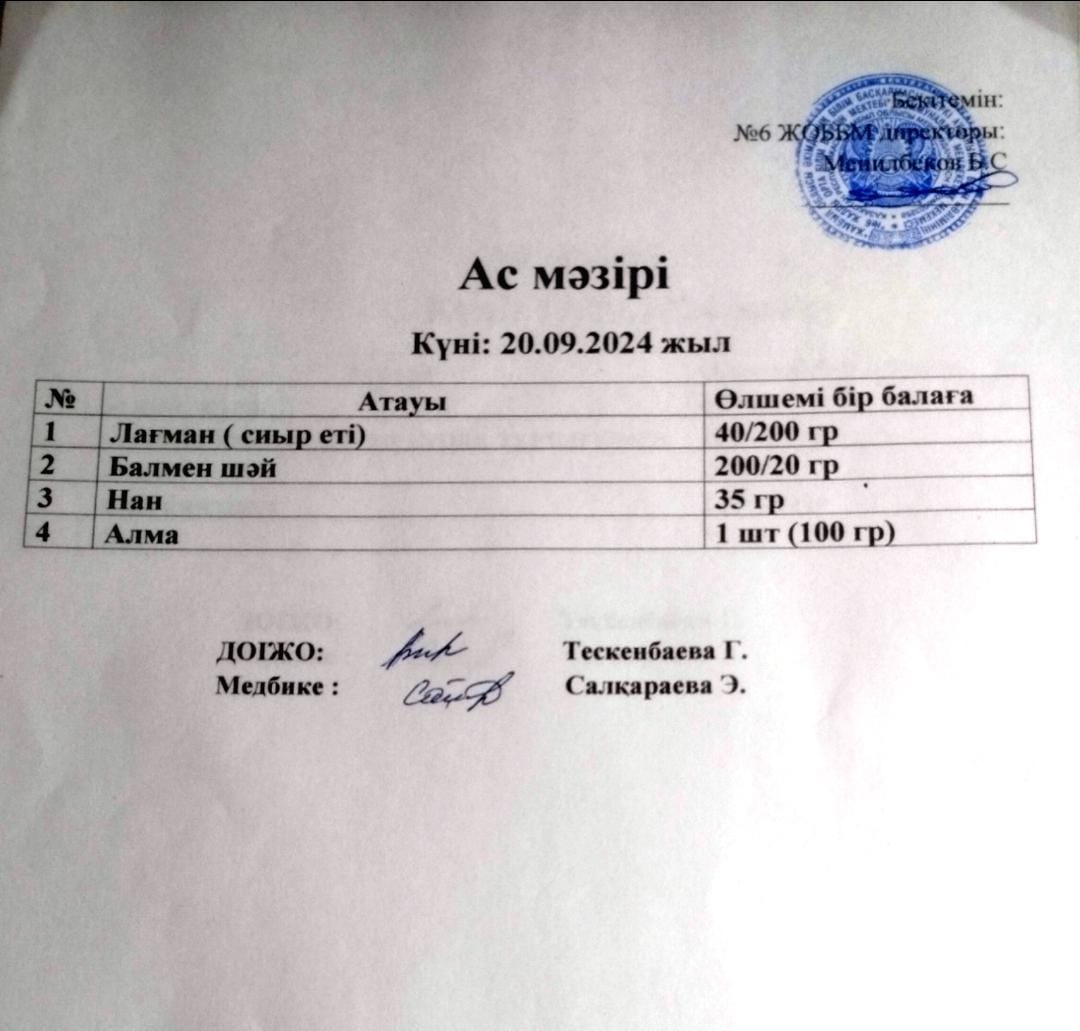 Бекітемін:
№6 ЖОББМ директоры:
Менилбеков Б.С
Ас мәзірі
Күні: 20.09.2024 жыл
№ Атауы Өлшемі бір балаға
1 Лағман ( сиыр еті) 40/200 гр
2 Балмен шәй 200/20 гр
3 Нан 35 гр
4 Алма 1 шт (100 гр)
ДОІЖО: Тескенбаева Г.
Медбике : Салқараева Э.